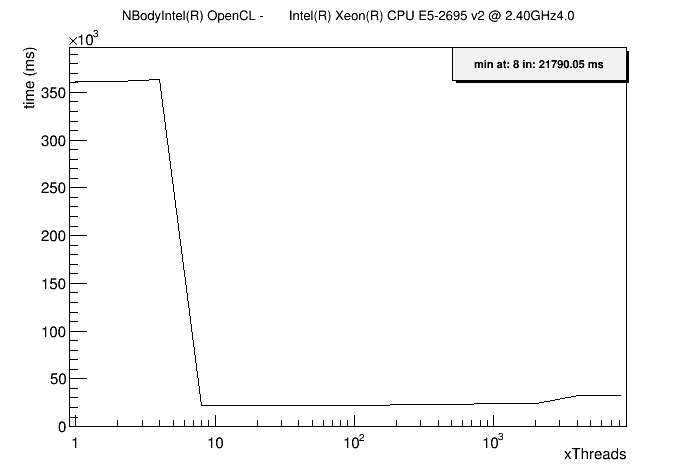 NBodyIntel(R) OpenCL -       Intel(R) Xeon(R) CPU E5-2695 v2 @ 2.40GHz4.0
×10³
time (ms)
min at: 8 in: 21790.05 ms
350
300
250
200
150
100
50
0
1 10 10² 10³
xThreads